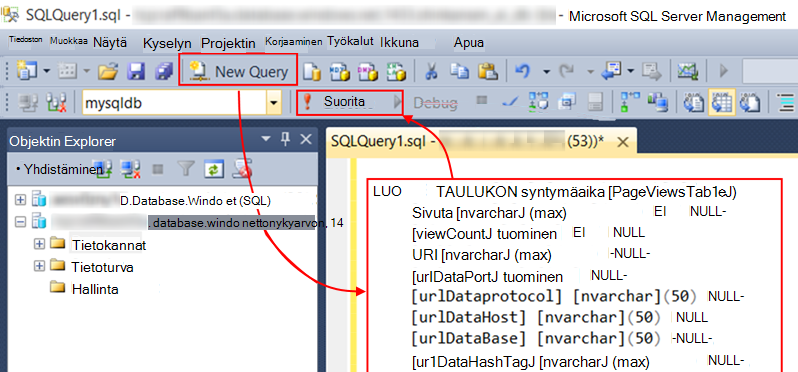 SQLQuery1.sql -
- Microsoft SQL Server Management
Tiedoston Muokkaa Näytä Kyselyn Projektin Korjaaminen Työkalut Ikkuna Apua
New Query
mysqldb Suorita Debug
Objektin Explorer
SQLQuery1.sql - (53))*
• Yhdistäminen
D.Database.Windo et (SQL)
. database.windo nettonykyarvon, 14
Tietokannat
Tietoturva
Hallinta
LUO TAULUKON syntymäaika [PageViewsTab1eJ)
Sivuta [nvarcharJ (max) EI NULL-
[viewCountJ tuominen EI NULL
URI [nvarcharJ (max) -NULL-
[urlDataPortJ tuominen NULL-
[urlDataprotocol] [nvarchar](50) NULL-
[urlDataHost] [nvarchar](50) NULL
[urlDataBase] [nvarchar](50) -NULL-
[ur1DataHashTagJ [nvarcharJ (max) NULL-